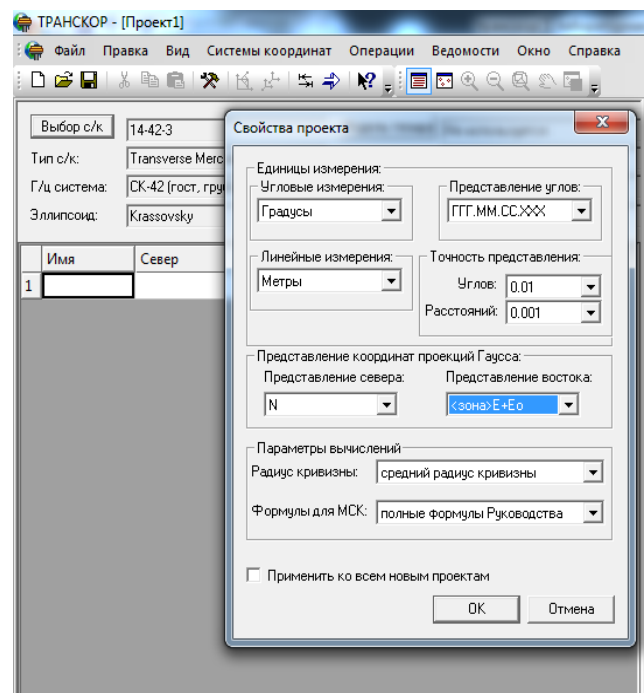 ТРАНСКОР - [Проект1]
Файл Правка Вид Системы координат Операции Ведомости Окно Справка
Выбор с/к 14-42-3
Тип с/к: Transverse Merc
Г/ц система: СК-42 (гост, гру
Эллипсоид: Krassovsky
Имя Север
1
Свойства проекта
Единицы измерения:
Угловые измерения: Представление углов:
Градусы ГГГ.ММ.СС.XXX
Линейные измерения: Точность представления:
Метры Углов: 0.01
Расстояний: 0.001
Представление координат проекций Гаусса:
Представление севера: Представление востока:
N <зона>E+Eo
Параметры вычислений
Радиус кривизны: средний радиус кривизны
Формулы для МСК: полные формулы Руководства
Применить ко всем новым проектам
OK Отмена